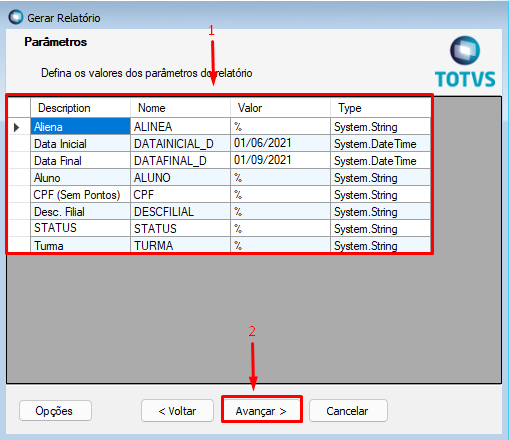 Gerar Relatório
Parâmetros
1
Defina os valores dos parâmetros do relatório
TOTVS
Description Nome Valor Type
Aliena ALINEA % System.String
Data Inicial DATAINICIAL_D 01/06/2021 System.DateTime
Data Final DATAFINAL_D 01/09/2021 System.DateTime
Aluno ALUNO % System.String
CPF (Sem Pontos) CPF % System.String
Desc. Filial DESCFILIAL % System.String
STATUS STATUS % System.String
Turma TURMA % System.String
2
Opções < Voltar Avançar > Cancelar